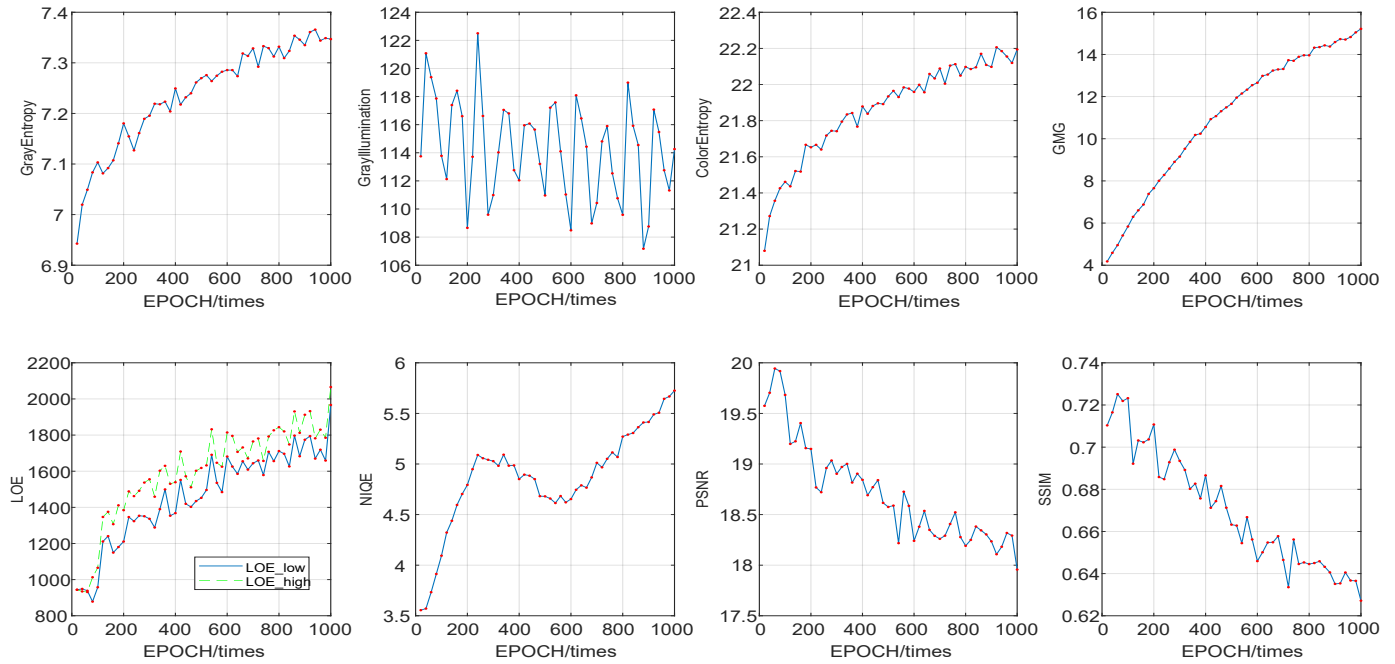 7.4
7.3
7.2
7.1
7
6.9
GrayEntropy
0 200 400 600 800 1000
EPOCH/times
124
122
120
118
116
114
112
110
108
106
GrayIllumination
0 200 400 600 800 1000
EPOCH/times
22.4
22.2
22
21.8
21.6
21.4
21.2
21
ColorEntropy
0 200 400 600 800 1000
EPOCH/times
16
14
12
10
8
6
4
GMG
0 200 400 600 800 1000
EPOCH/times
2200
2000
1800
1600
1400
1200
1000
800
LOE
LOE_low
LOE_high
0 200 400 600 800 1000
EPOCH/times
6
5.5
5
4.5
4
3.5
NIQE
0 200 400 600 800 1000
EPOCH/times
20
19.5
19
18.5
18
17.5
PSNR
0 200 400 600 800 1000
EPOCH/times
0.74
0.72
0.7
0.68
0.66
0.64
0.62
SSIM
0 200 400 600 800 1000
EPOCH/times